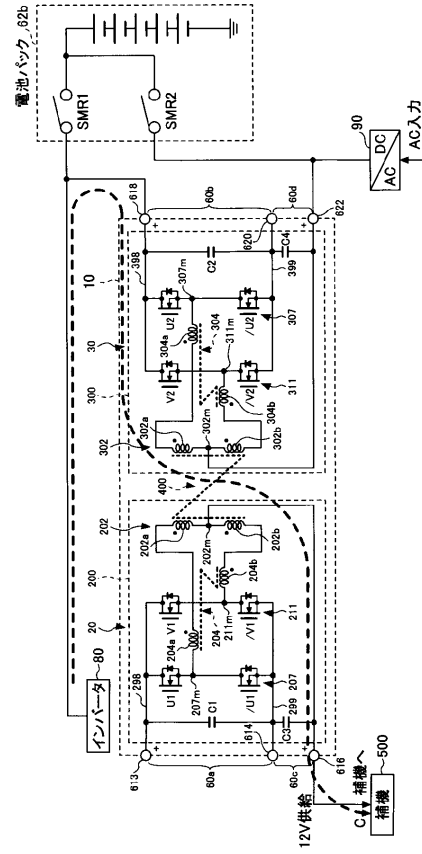 電池パック 62b
SMR1
SMR2
90
DC
AC
AC入力
618
60b
620
60d
622
+
+
10
30
300
398
C2
307m
C4
399
U2
/U2
307
304
304a
311m
V2
/V2
311
304b
302a
302
302m
302b
400
202
202a
202m
202b
200
20
204b
V1
/V1
211
204a
204
211m
U1
/U1
207
298
207m
299
C1
C3
80
インバータ
613
+
60a
614
60c
616
+
12V供給
C
補機へ
500
補機